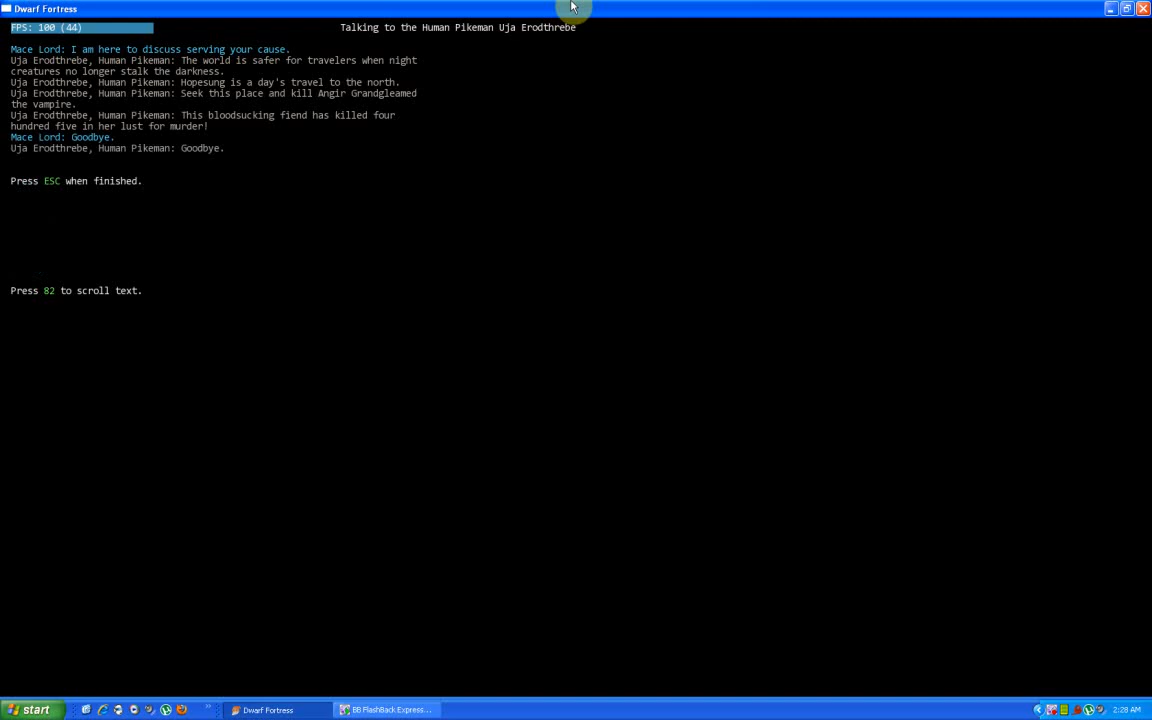 Dwarf Fortress
FPS: 100 (44)
Talking to the Human Pikeman Uja Erodthrebe
Mace Lord: I am here to discuss serving your cause.
Uja Erodthrebe, Human Pikeman: The world is safer for travelers when night
creatures no longer stalk the darkness.
Uja Erodthrebe, Human Pikeman: Hopesung is a day's travel to the north.
Uja Erodthrebe, Human Pikeman: Seek this place and kill Angir Grandgleamed
the vampire.
Uja Erodthrebe, Human Pikeman: This bloodsucking fiend has killed four
hundred five in her lust for murder!
Mace Lord: Goodbye.
Uja Erodthrebe, Human Pikeman: Goodbye.
Press ESC when finished.
Press 82 to scroll text.
start
Dwarf Fortress
BB FlashBack Express...
2:28 AM